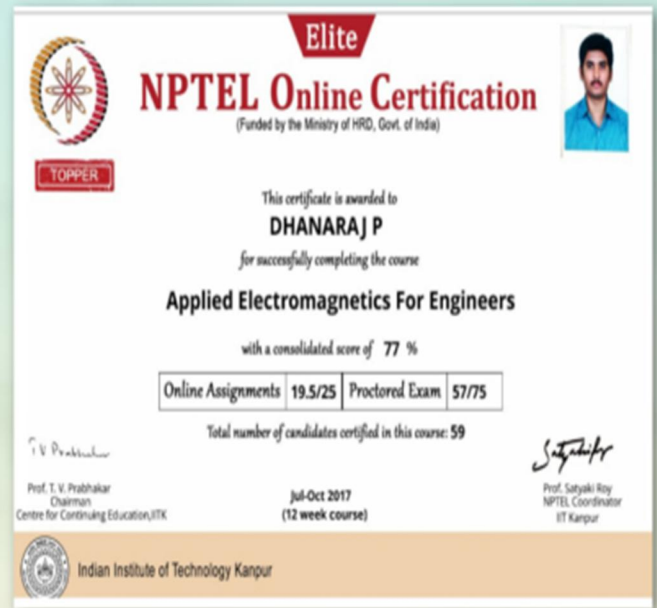 Elite
NPTEL Online Certification
(Funded by the Ministry of HRD, Govt. of India)
TOPPER
This certificate is awarded to
DHANARAJ P
for successfully completing the course
Applied Electromagnetics For Engineers
with a consolidated score of 77 %
Online Assignments 19.5/25 Proctored Exam 57/75
Total number of candidates certified in this course: 59
T V Prabhakar
Prof. T. V. Prabhakar
Chairman
Centre for Continuing Education,IITK
Jul-Oct 2017
(12 week course)
Prof. Satyaki Roy
NPTEL Coordinator
IIT Kanpur
Indian Institute of Technology Kanpur